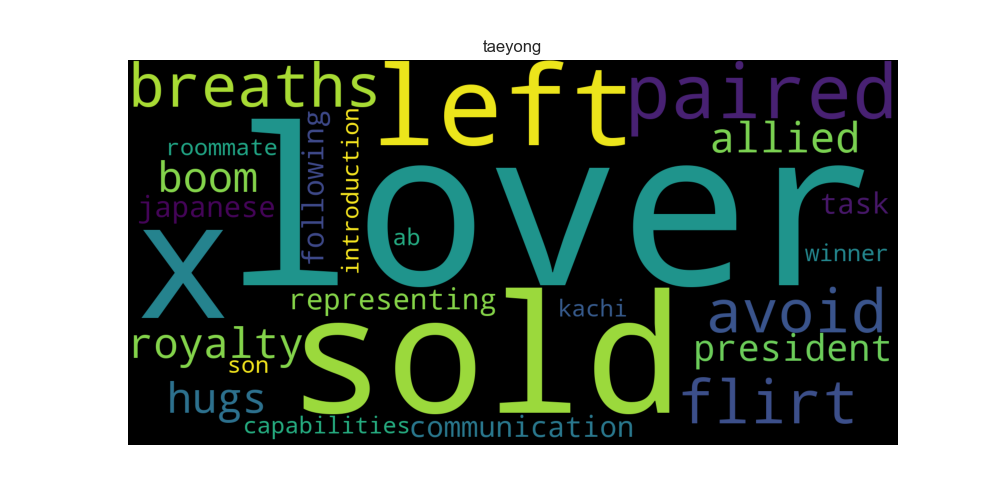 taeyong
breaths
left
paired
allied
roommate
boom
following
introduction
lover
japanese
task
x
ab
winner
representing
kachi
avoid
royalty
sold
president
son
hugs
flirt
capabilities
communication